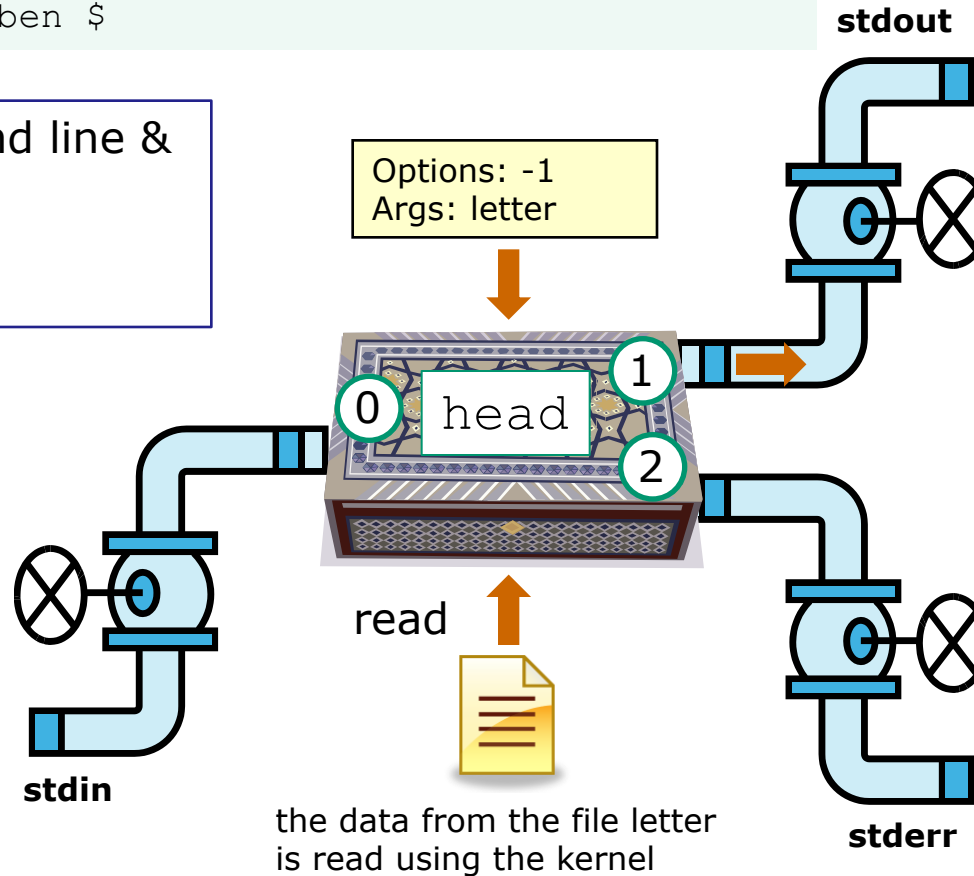 ben $
stdout
nd line &
Options: -1
Args: letter
0
head
1
2
read
stdin
the data from the file letter
is read using the kernel
stderr